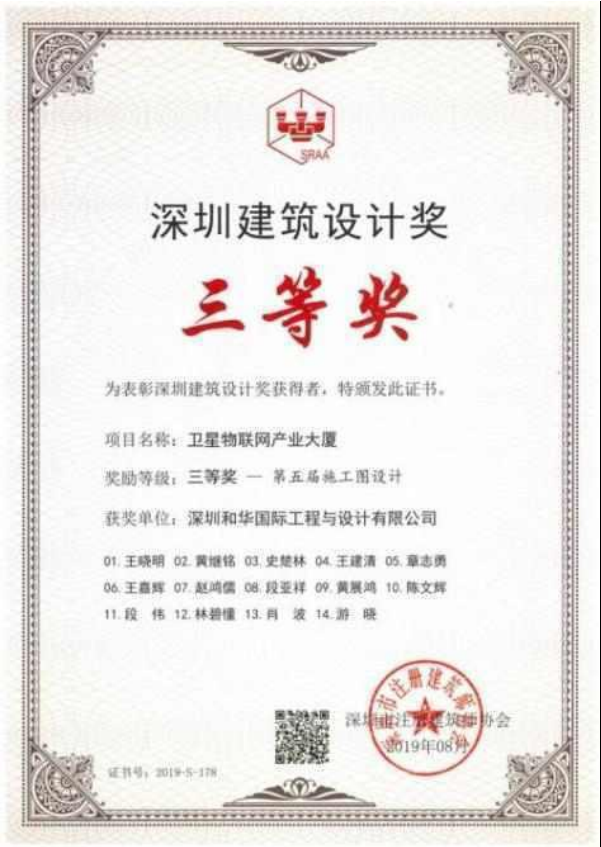 SRAA
深圳建筑设计奖
三等奖
为表彰深圳建筑设计奖获得者，特颁发此证书。
项目名称：卫星物联网产业大厦
奖励等级：三等奖 — 第五届施工图设计
获奖单位：深圳和华国际工程与设计有限公司
01. 王晓明 02. 黄继铭 03. 史楚林 04. 王建清 05. 章志勇
06. 王嘉辉 07. 赵鸿儒 08. 段亚祥 09. 黄展鸿 10. 陈文辉
11. 段 伟 12. 林碧懂 13. 肖 波 14. 游 晓
深圳市注册建筑师协会
2019年08月
证书号：2019-S-178